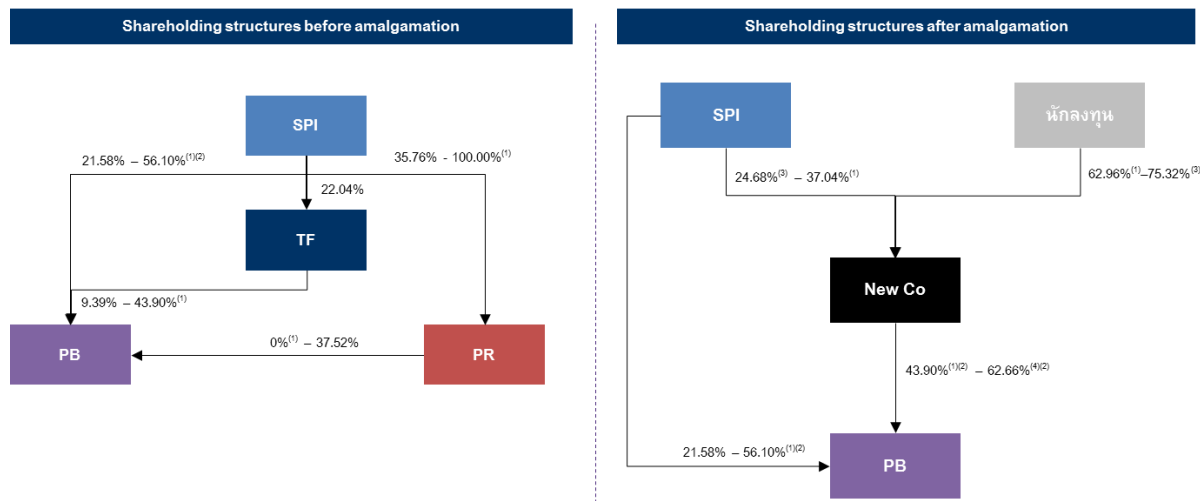 Shareholding structures before amalgamation
SPI
21.58% – 56.10%(1)(2)
35.76% - 100.00%(1)
22.04%
TF
9.39% – 43.90%(1)
PB
0%(1) – 37.52%
PR
Shareholding structures after amalgamation
SPI
นักลงทุน
24.68%(3) – 37.04%(1)
62.96%(1)–75.32%(3)
New Co
43.90%(1)(2) – 62.66%(4)(2)
21.58% – 56.10%(1)(2)
PB